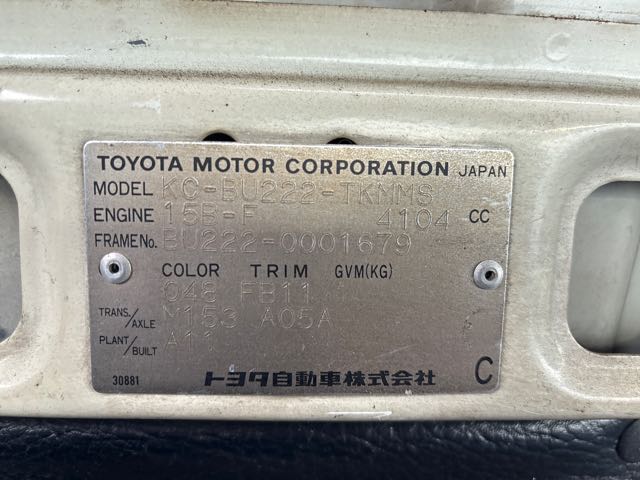 TOYOTA MOTOR CORPORATION JAPAN
MODEL KC-BU222-TKMMS
ENGINE 15B-F 4104 CC
FRAME No. BU222-0001679
COLOR TRIM GVM(KG)
048 FB11
TRANS./AXLE M153 A05A
PLANT/BUILT A11
30881 トヨタ自動車株式会社 C